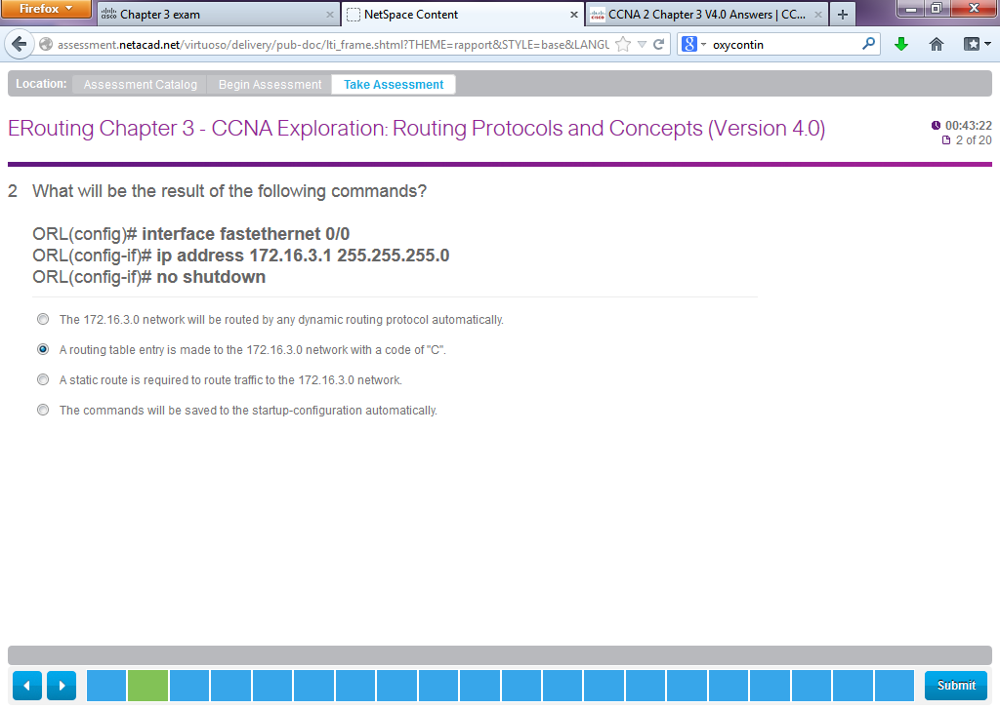 Firefox
Chapter 3 exam
NetSpace Content
CCNA 2 Chapter 3 V4.0 Answers | CC...
assessment.netacad.net/virtuoso/delivery/pub-doc/lti_frame.shtml?THEME=rapport&STYLE=base&LANGU
8
oxycontin
Location:
Assessment Catalog
Begin Assessment
Take Assessment
ERouting Chapter 3 - CCNA Exploration: Routing Protocols and Concepts (Version 4.0)
00:43:22
2 of 20
2 What will be the result of the following commands?
ORL(config)# interface fastethernet 0/0
ORL(config-if)# ip address 172.16.3.1 255.255.255.0
ORL(config-if)# no shutdown
The 172.16.3.0 network will be routed by any dynamic routing protocol automatically.
A routing table entry is made to the 172.16.3.0 network with a code of "C".
A static route is required to route traffic to the 172.16.3.0 network.
The commands will be saved to the startup-configuration automatically.
Submit